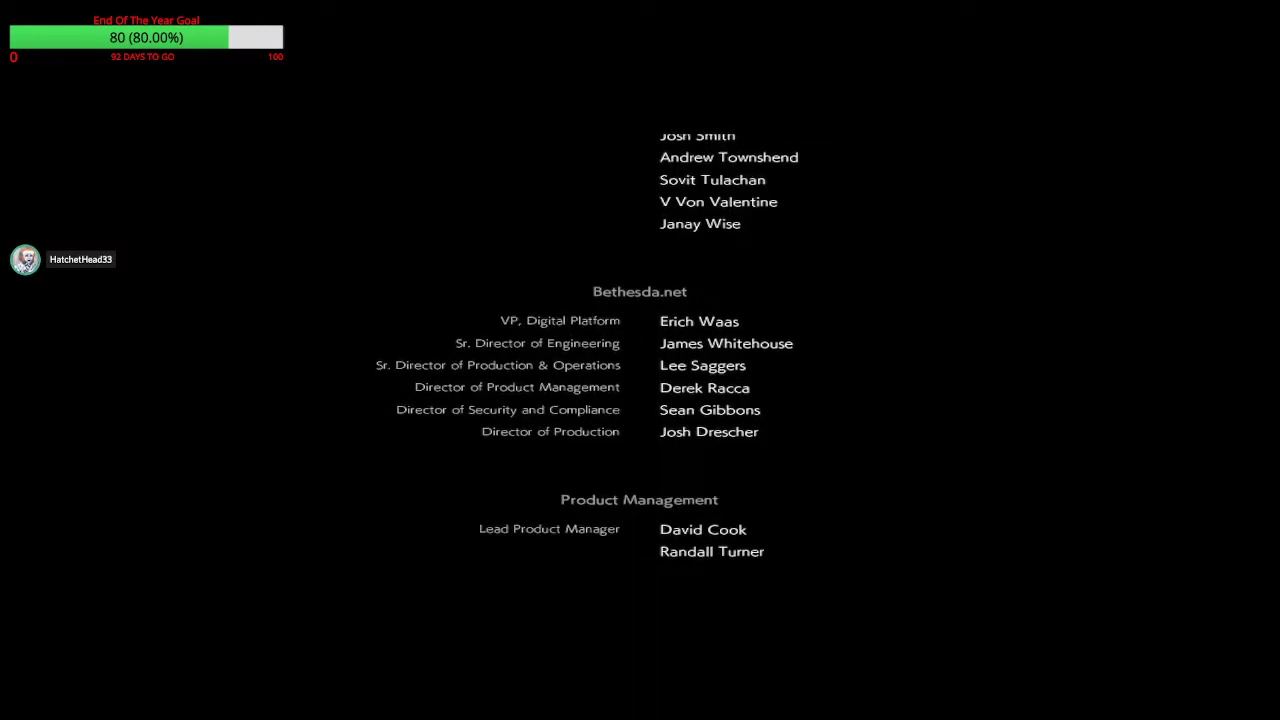 End Of The Year Goal
80 (80.00%)
0 92 DAYS TO GO 100
Josh Smith
Andrew Townshend
Sovit Tulachan
V Von Valentine
Janay Wise
HatchetHead33
Bethesda.net
VP, Digital Platform Erich Waas
Sr. Director of Engineering James Whitehouse
Sr. Director of Production & Operations Lee Saggers
Director of Product Management Derek Racca
Director of Security and Compliance Sean Gibbons
Director of Production Josh Drescher
Product Management
Lead Product Manager David Cook
Randall Turner